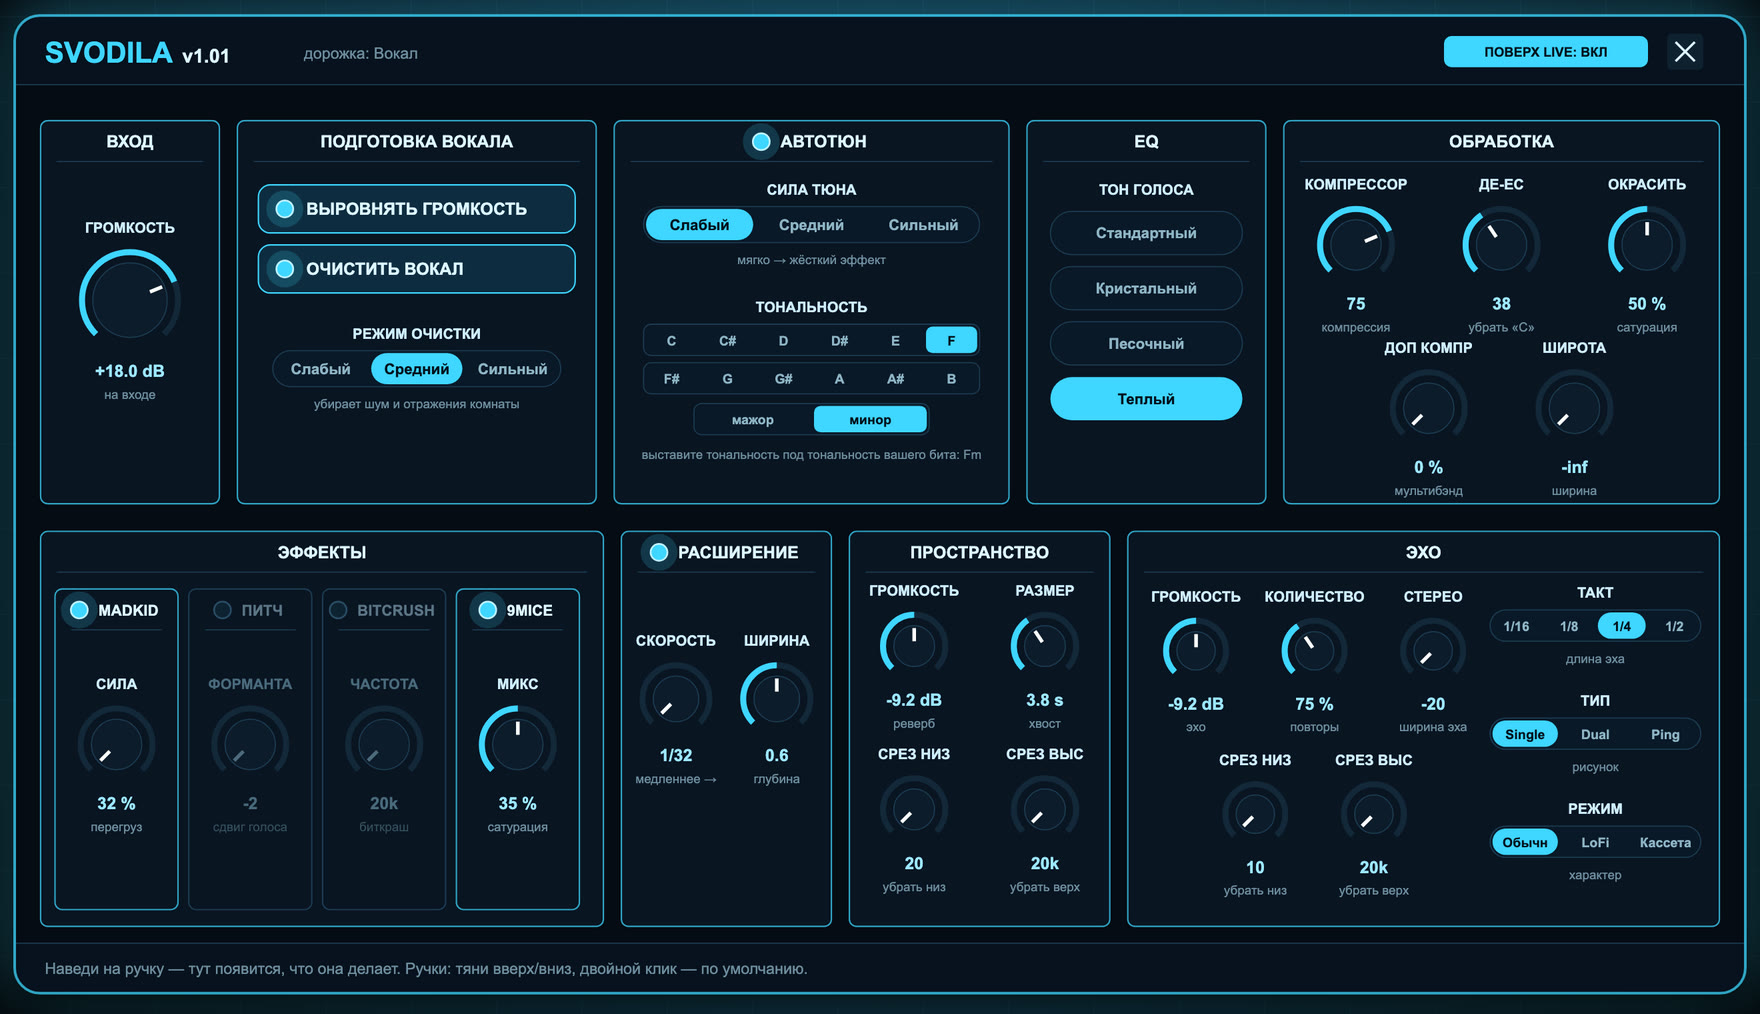 SVODILA v1.01
дорожка: Вокал
ПОВЕРХ LIVE: ВКЛ
ВХОД
ГРОМКОСТЬ
+18.0 dB
на входе
ПОДГОТОВКА ВОКАЛА
ВЫРОВНЯТЬ ГРОМКОСТЬ
ОЧИСТИТЬ ВОКАЛ
РЕЖИМ ОЧИСТКИ
Слабый Средний Сильный
убирает шум и отражения комнаты
АВТОТЮН
СИЛА ТЮНА
Слабый Средний Сильный
мягко → жёсткий эффект
ТОНАЛЬНОСТЬ
C C# D D# E F
F# G G# A A# B
мажор минор
выставите тональность под тональность вашего бита: Fm
EQ
ТОН ГОЛОСА
Стандартный
Кристальный
Песочный
Теплый
ОБРАБОТКА
КОМПРЕССОР ДЕ-ЕС ОКРАСИТЬ
75 38 50 %
компрессия убрать «С» сатурация
ДОП КОМПР ШИРОТА
0 % -inf
мультибэнд ширина
ЭФФЕКТЫ
MADKID
СИЛА
32 %
перегруз
ПИТЧ
ФОРМАНТА
-2
сдвиг голоса
BITCRUSH
ЧАСТОТА
20k
биткраш
9MICE
МИКС
35 %
сатурация
РАСШИРЕНИЕ
СКОРОСТЬ ШИРИНА
1/32 0.6
медленнее → глубина
ПРОСТРАНСТВО
ГРОМКОСТЬ РАЗМЕР
-9.2 dB 3.8 s
реверб хвост
СРЕЗ НИЗ СРЕЗ ВЫС
20 20k
убрать низ убрать верх
ЭХО
ГРОМКОСТЬ КОЛИЧЕСТВО СТЕРЕО
-9.2 dB 75 % -20
эхо повторы ширина эха
СРЕЗ НИЗ СРЕЗ ВЫС
10 20k
убрать низ убрать верх
ТАКТ
1/16 1/8 1/4 1/2
длина эха
ТИП
Single Dual Ping
рисунок
РЕЖИМ
Обычн LoFi Кассета
характер
Наведи на ручку — тут появится, что она делает. Ручки: тяни вверх/вниз, двойной клик — по умолчанию.